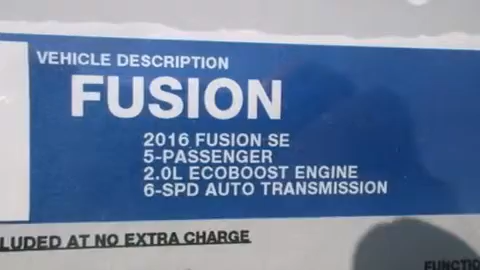 VEHICLE DESCRIPTION
FUSION
2016 FUSION SE
5-PASSENGER
2.0L ECOBOOST ENGINE
6-SPD AUTO TRANSMISSION
LUDED AT NO EXTRA CHARGE
FUNCTIO